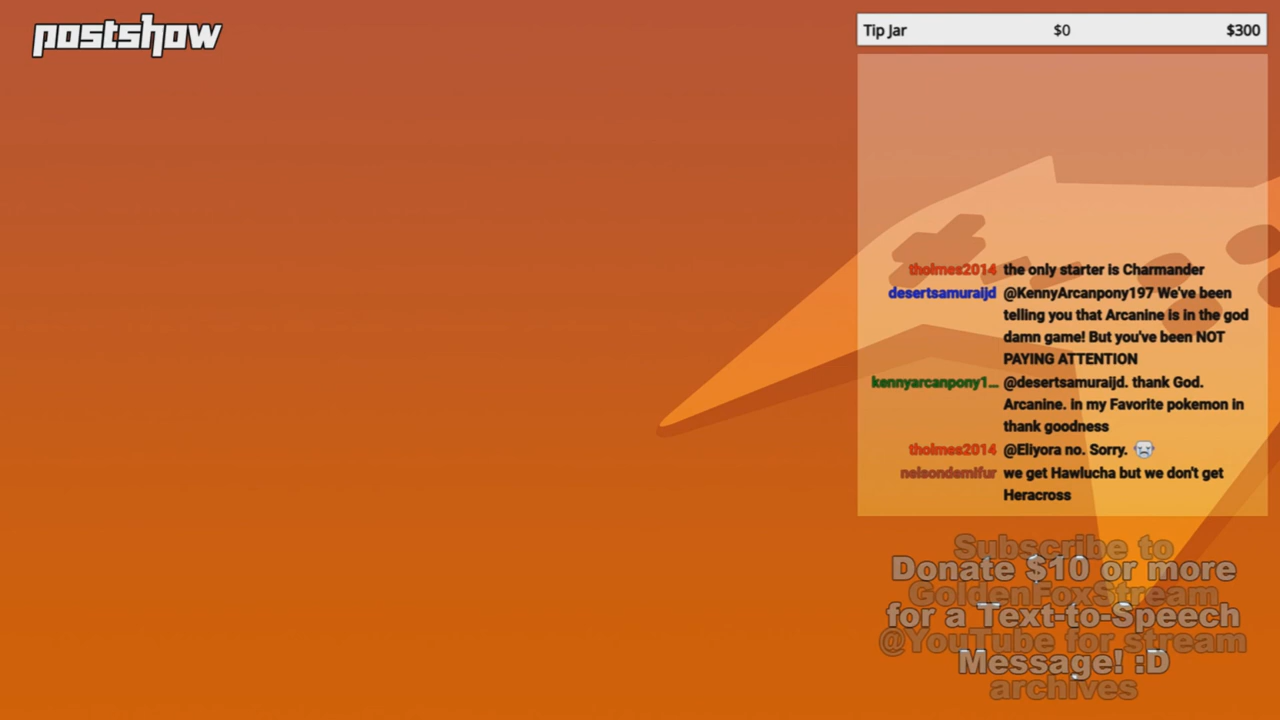 postshow
Tip Jar $0 $300
tholmes2014 the only starter is Charmander
desertsamuraijd @KennyArcanpony197 We've been
telling you that Arcanine is in the god
damn game! But you've been NOT
PAYING ATTENTION
kennyarcanpony1... @desertsamuraijd. thank God.
Arcanine. in my Favorite pokemon in
thank goodness
tholmes2014 @Eliyora no. Sorry.
nelsondemifur we get Hawlucha but we don't get
Heracross
Subscribe to
Donate $10 or more
GoldenFoxStream
for a Text-to-Speech
@YouTube for stream
Message! :D
archives